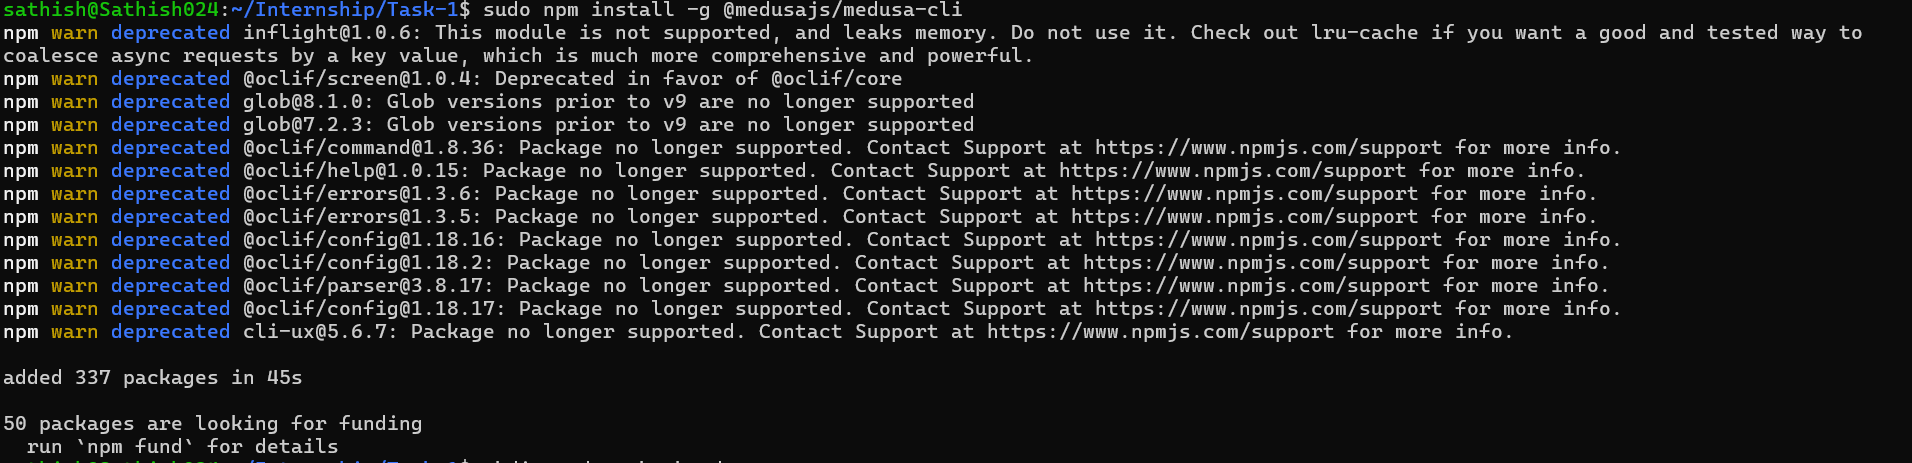 sathish@Sathish024:~/Internship/Task-1$ sudo npm install -g @medusajs/medusa-cli
npm warn deprecated inflight@1.0.6: This module is not supported, and leaks memory. Do not use it. Check out lru-cache if you want a good and tested way to
coalesce async requests by a key value, which is much more comprehensive and powerful.
npm warn deprecated @oclif/screen@1.0.4: Deprecated in favor of @oclif/core
npm warn deprecated glob@8.1.0: Glob versions prior to v9 are no longer supported
npm warn deprecated glob@7.2.3: Glob versions prior to v9 are no longer supported
npm warn deprecated @oclif/command@1.8.36: Package no longer supported. Contact Support at https://www.npmjs.com/support for more info.
npm warn deprecated @oclif/help@1.0.15: Package no longer supported. Contact Support at https://www.npmjs.com/support for more info.
npm warn deprecated @oclif/errors@1.3.6: Package no longer supported. Contact Support at https://www.npmjs.com/support for more info.
npm warn deprecated @oclif/errors@1.3.5: Package no longer supported. Contact Support at https://www.npmjs.com/support for more info.
npm warn deprecated @oclif/config@1.18.16: Package no longer supported. Contact Support at https://www.npmjs.com/support for more info.
npm warn deprecated @oclif/config@1.18.2: Package no longer supported. Contact Support at https://www.npmjs.com/support for more info.
npm warn deprecated @oclif/parser@3.8.17: Package no longer supported. Contact Support at https://www.npmjs.com/support for more info.
npm warn deprecated @oclif/config@1.18.17: Package no longer supported. Contact Support at https://www.npmjs.com/support for more info.
npm warn deprecated cli-ux@5.6.7: Package no longer supported. Contact Support at https://www.npmjs.com/support for more info.
added 337 packages in 45s
50 packages are looking for funding
run `npm fund` for details
sathish@Sathish024:~/Internship/Task-1$